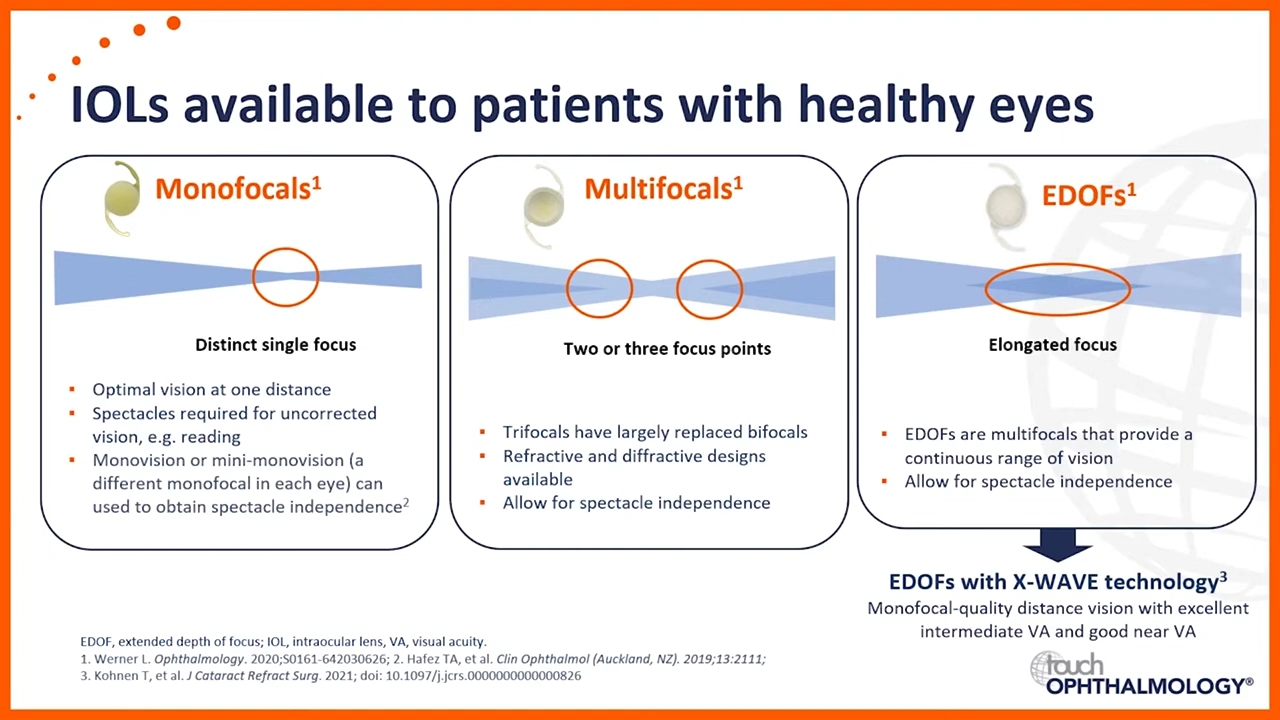 IOLs available to patients with healthy eyes
Monofocals1
Distinct single focus
▪ Optimal vision at one distance
▪ Spectacles required for uncorrected
vision, e.g. reading
▪ Monovision or mini-monovision (a
different monofocal in each eye) can
used to obtain spectacle independence2
Multifocals1
Two or three focus points
▪ Trifocals have largely replaced bifocals
▪ Refractive and diffractive designs
available
▪ Allow for spectacle independence
EDOFs1
Elongated focus
▪ EDOFs are multifocals that provide a
continuous range of vision
▪ Allow for spectacle independence
EDOFs with X-WAVE technology3
Monofocal-quality distance vision with excellent
intermediate VA and good near VA
EDOF, extended depth of focus; IOL, intraocular lens, VA, visual acuity.
1. Werner L. Ophthalmology. 2020;S0161-642030626; 2. Hafez TA, et al. Clin Ophthalmol (Auckland, NZ). 2019;13:2111;
3. Kohnen T, et al. J Cataract Refract Surg. 2021; doi: 10.1097/j.jcrs.0000000000000826
touch
OPHTHALMOLOGY®